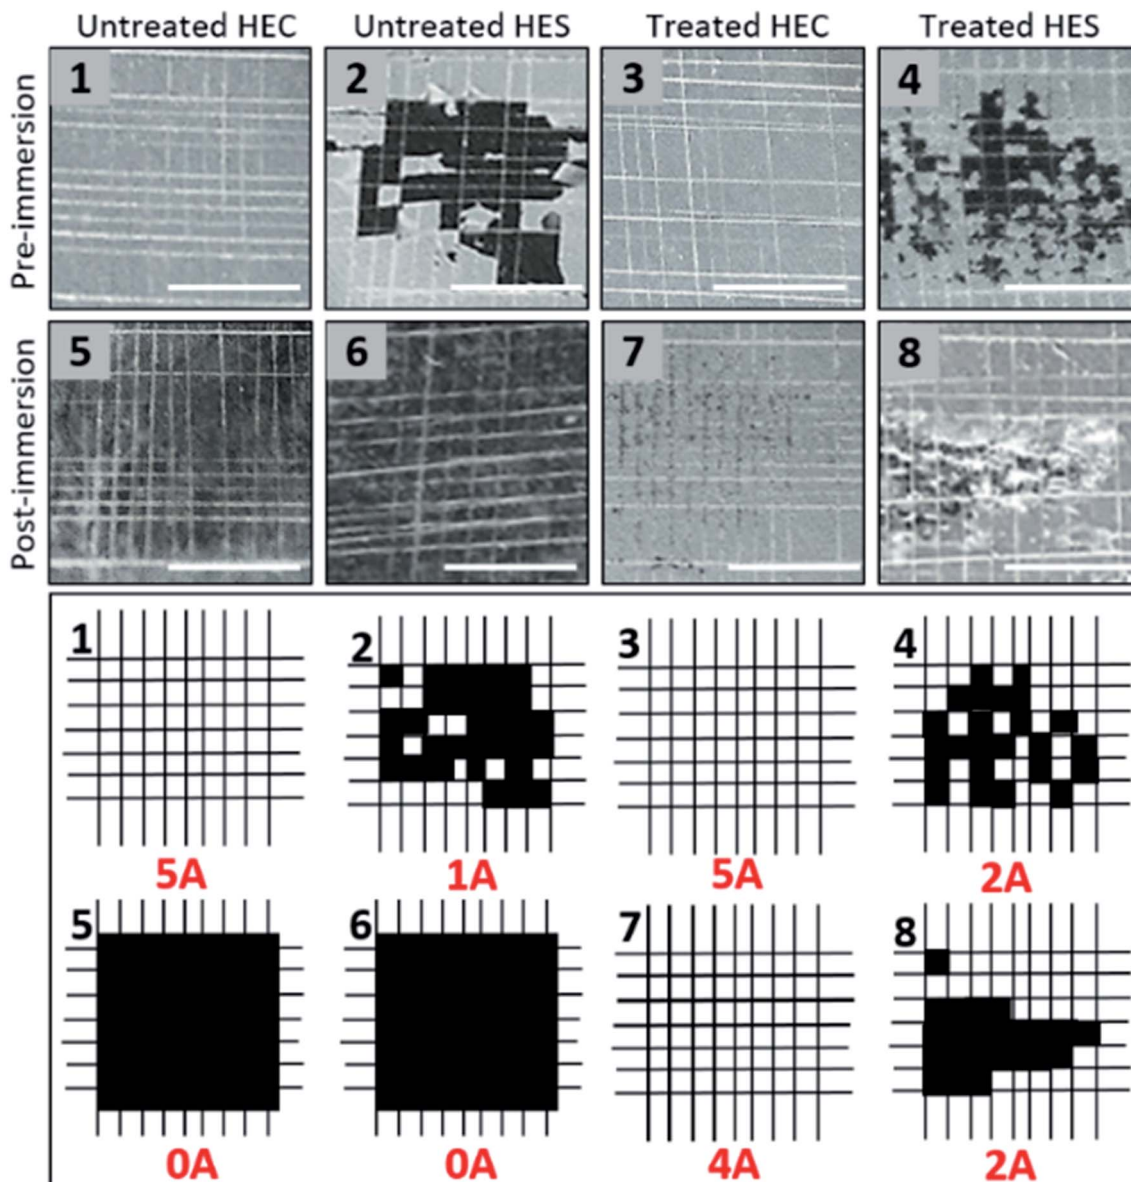 Untreated HEC Untreated HES Treated HEC Treated HES
Pre-immersion
1 2 3 4
Post-immersion
5 6 7 8
1 2 3 4
5A 1A 5A 2A
5 6 7 8
0A 0A 4A 2A